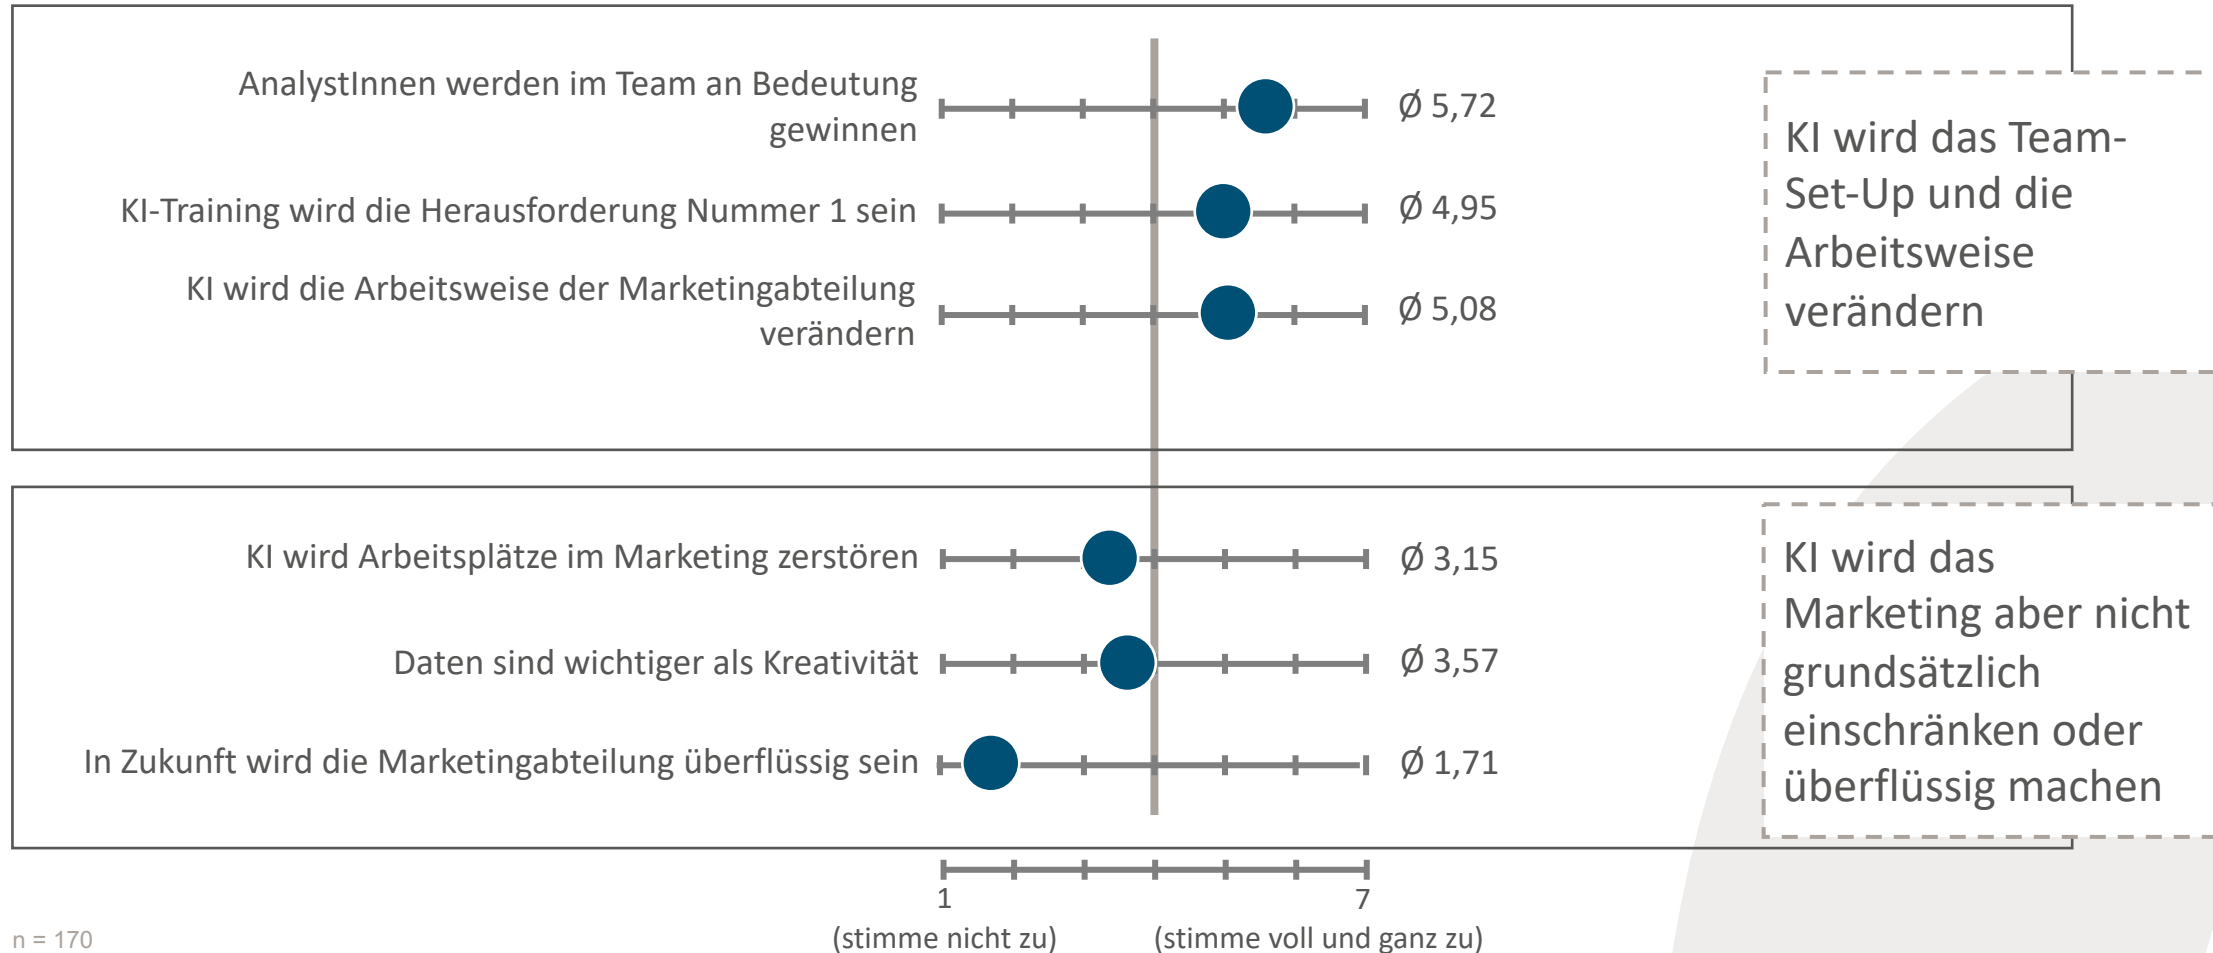 AnalystInnen werden im Team an Bedeutung
gewinnen
Ø 5,72
KI-Training wird die Herausforderung Nummer 1 sein
Ø 4,95
KI wird die Arbeitsweise der Marketingabteilung
verändern
Ø 5,08
KI wird das Team-
Set-Up und die
Arbeitsweise
verändern
KI wird Arbeitsplätze im Marketing zerstören
Ø 3,15
Daten sind wichtiger als Kreativität
Ø 3,57
In Zukunft wird die Marketingabteilung überflüssig sein
Ø 1,71
KI wird das
Marketing aber nicht
grundsätzlich
einschränken oder
überflüssig machen
1
7
(stimme nicht zu)
(stimme voll und ganz zu)
n = 170